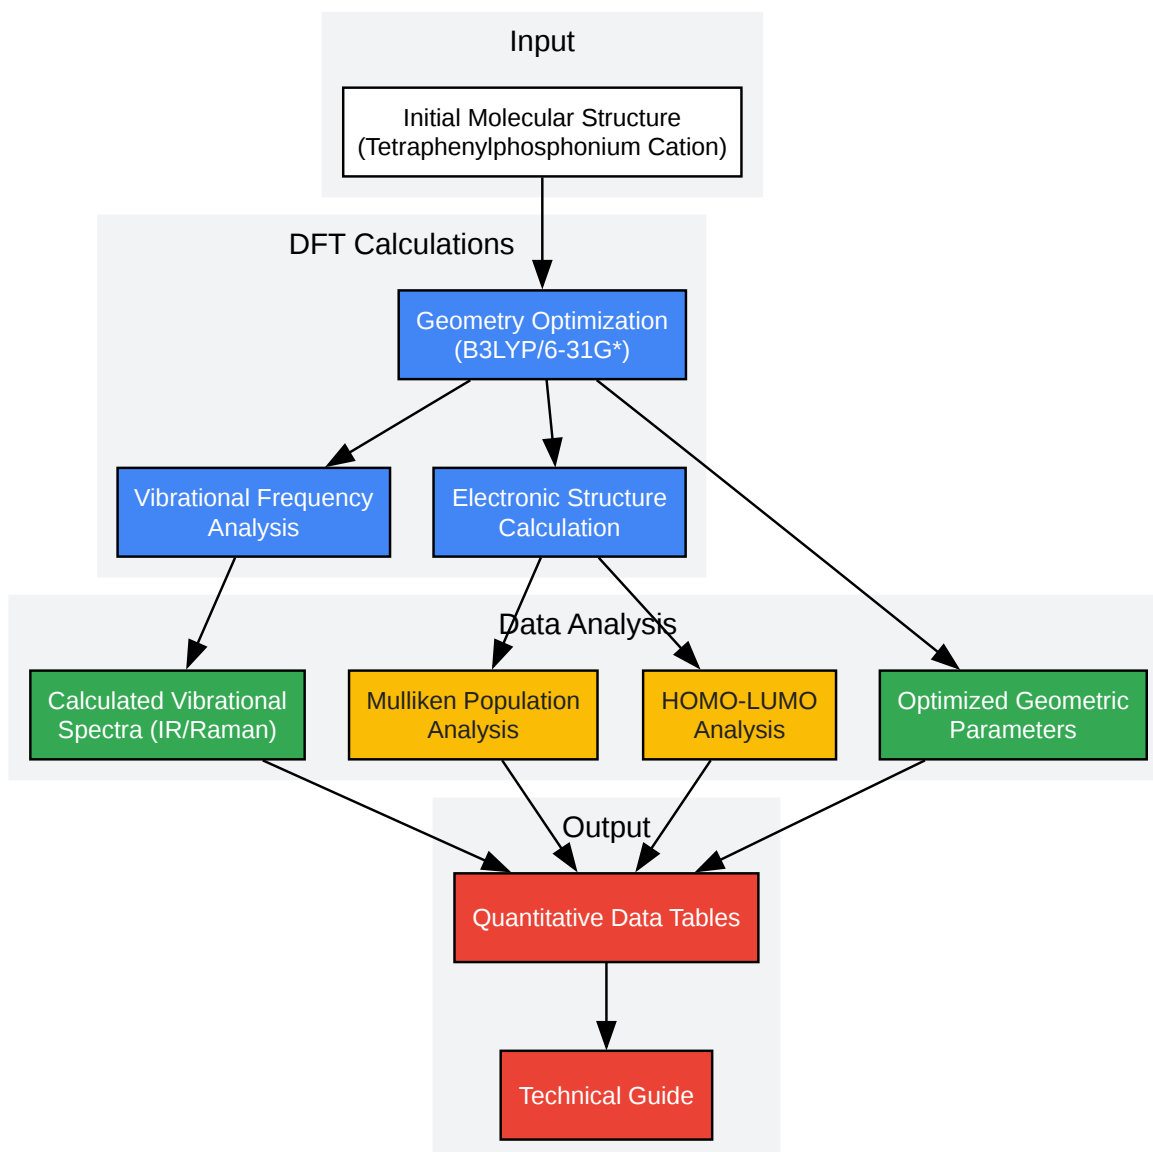 Input
Initial Molecular Structure
(Tetraphenylphosphonium Cation)
DFT Calculations
Geometry Optimization
(B3LYP/6-31G*)
Vibrational Frequency
Analysis
Electronic Structure
Calculation
Data Analysis
Calculated Vibrational
Spectra (IR/Raman)
Mulliken Population
Analysis
HOMO-LUMO
Analysis
Optimized Geometric
Parameters
Output
Quantitative Data Tables
Technical Guide